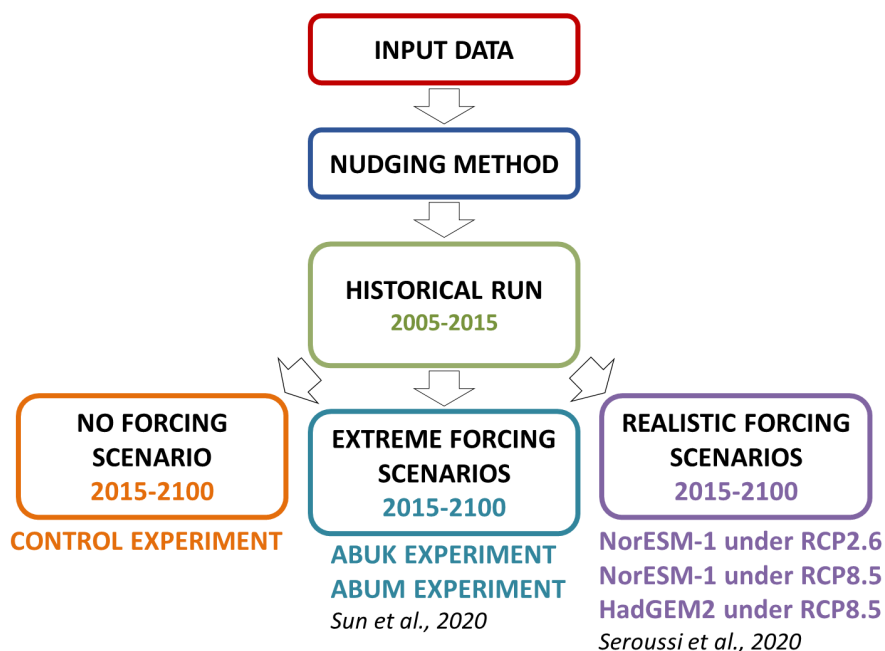 INPUT DATA
NUDGING METHOD
HISTORICAL RUN
2005-2015
NO FORCING
SCENARIO
2015-2100
CONTROL EXPERIMENT
EXTREME FORCING
SCENARIOS
2015-2100
ABUK EXPERIMENT
ABUM EXPERIMENT
Sun et al., 2020
REALISTIC FORCING
SCENARIOS
2015-2100
NorESM-1 under RCP2.6
NorESM-1 under RCP8.5
HadGEM2 under RCP8.5
Seroussi et al., 2020